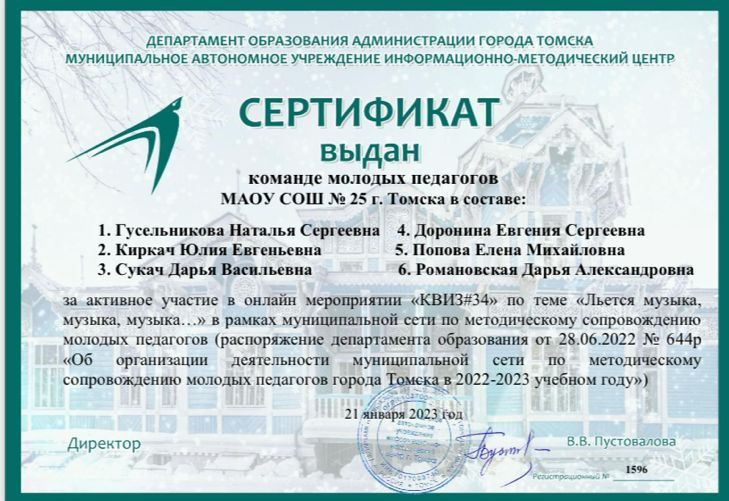 ДЕПАРТАМЕНТ ОБРАЗОВАНИЯ АДМИНИСТРАЦИИ ГОРОДА ТОМСКА
МУНИЦИПАЛЬНОЕ АВТОНОМНОЕ УЧРЕЖДЕНИЕ ИНФОРМАЦИОННО-МЕТОДИЧЕСКИЙ ЦЕНТР
СЕРТИФИКАТ
выдан
команде молодых педагогов
МАОУ СОШ № 25 г. Томска в составе:
1. Гусельникова Наталья Сергеевна 4. Доронина Евгения Сергеевна
2. Киркач Юлия Евгеньевна 5. Попова Елена Михайловна
3. Сукач Дарья Васильевна 6. Романовская Дарья Александровна
за активное участие в онлайн мероприятии «КВИЗ#34» по теме «Льется музыка,
музыка, музыка…» в рамках муниципальной сети по методическому сопровождению
молодых педагогов (распоряжение департамента образования от 28.06.2022 № 644р
«Об организации деятельности муниципальной сети по методическому
сопровождению молодых педагогов города Томска в 2022-2023 учебном году»)
21 января 2023 год
Директор В.В. Пустовалова
Регистрационный № 1596